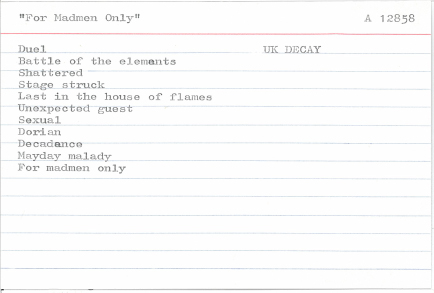 "For Madmen Only" A 12858
Duel UK DECAY
Battle of the elements
Shattered
Stage struck
Last in the house of flames
Unexpected guest
Sexual
Dorian
Decadence
Mayday malady
For madmen only